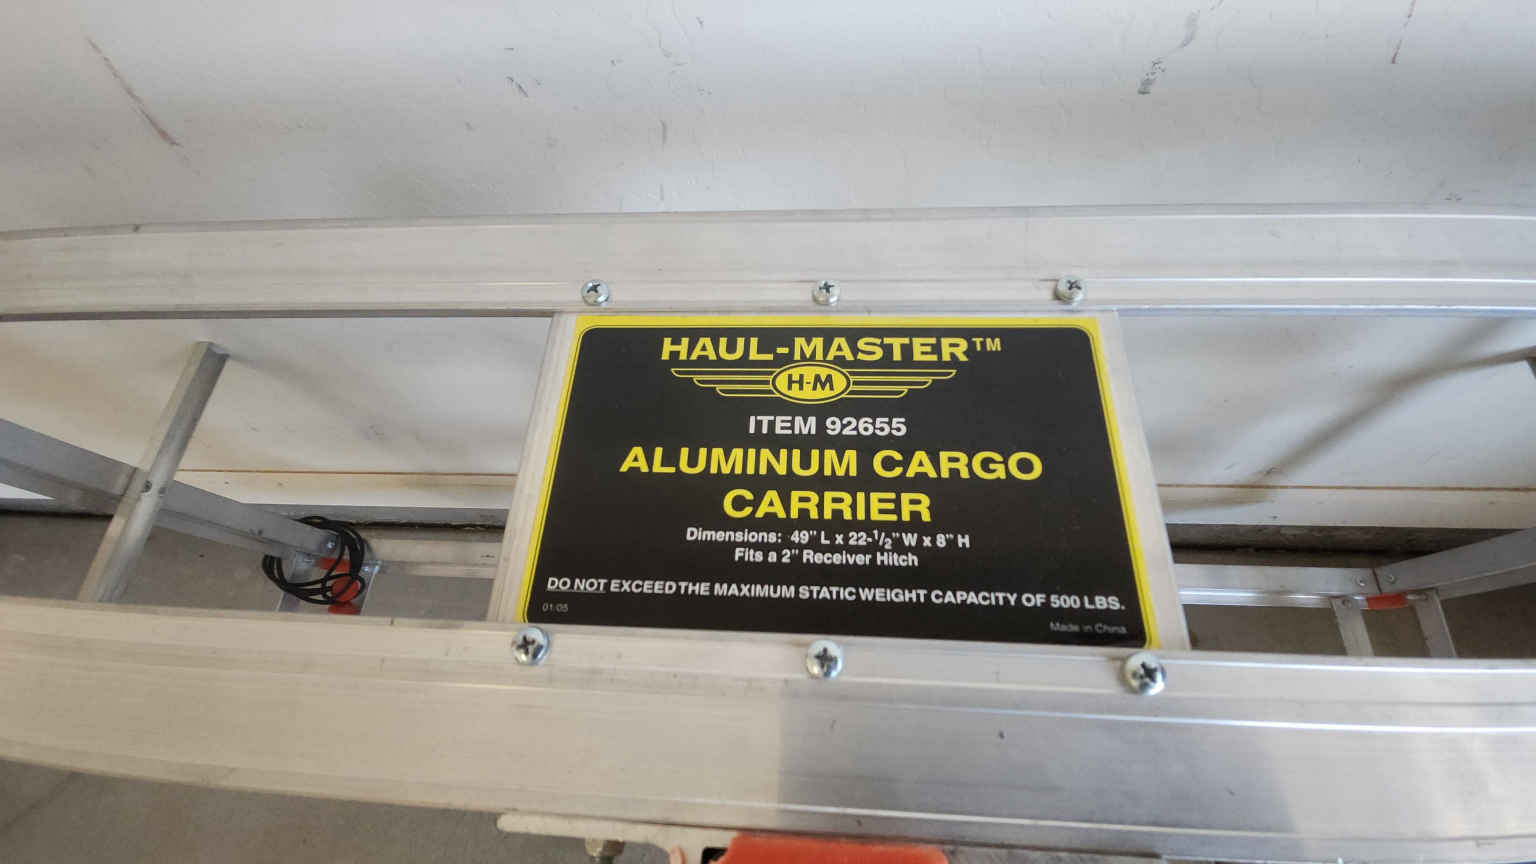 HAUL-MASTER™
H-M
ITEM 92655
ALUMINUM CARGO
CARRIER
Dimensions: 49" L x 22-1/2" W x 8" H
Fits a 2" Receiver Hitch
DO NOT EXCEED THE MAXIMUM STATIC WEIGHT CAPACITY OF 500 LBS.
01/05
Made in China